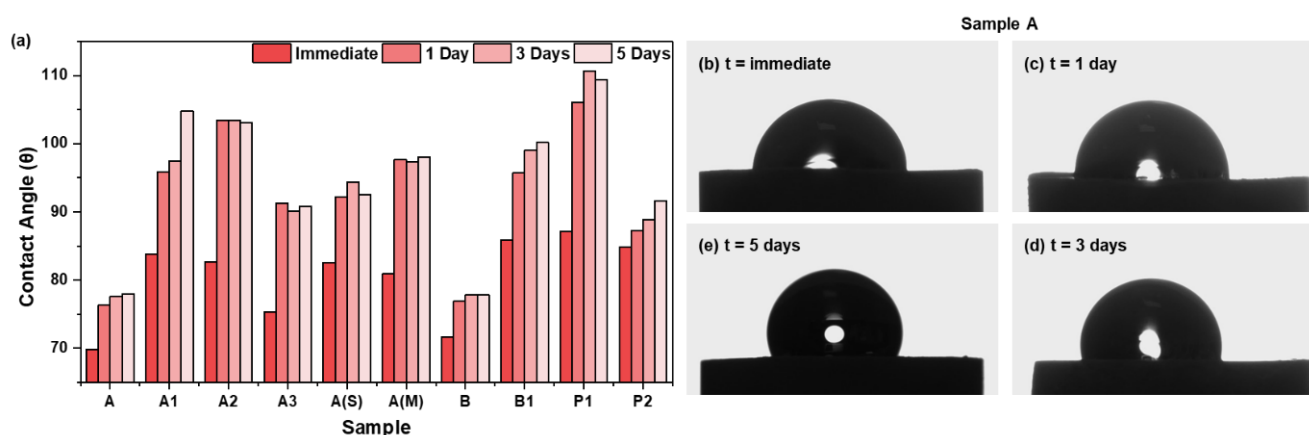 (a)
Contact Angle (θ)
110
100
90
80
70
Immediate 1 Day 3 Days 5 Days
A A1 A2 A3 A(S) A(M) B B1 P1 P2
Sample
Sample A
(b) t = immediate
(c) t = 1 day
(e) t = 5 days
(d) t = 3 days